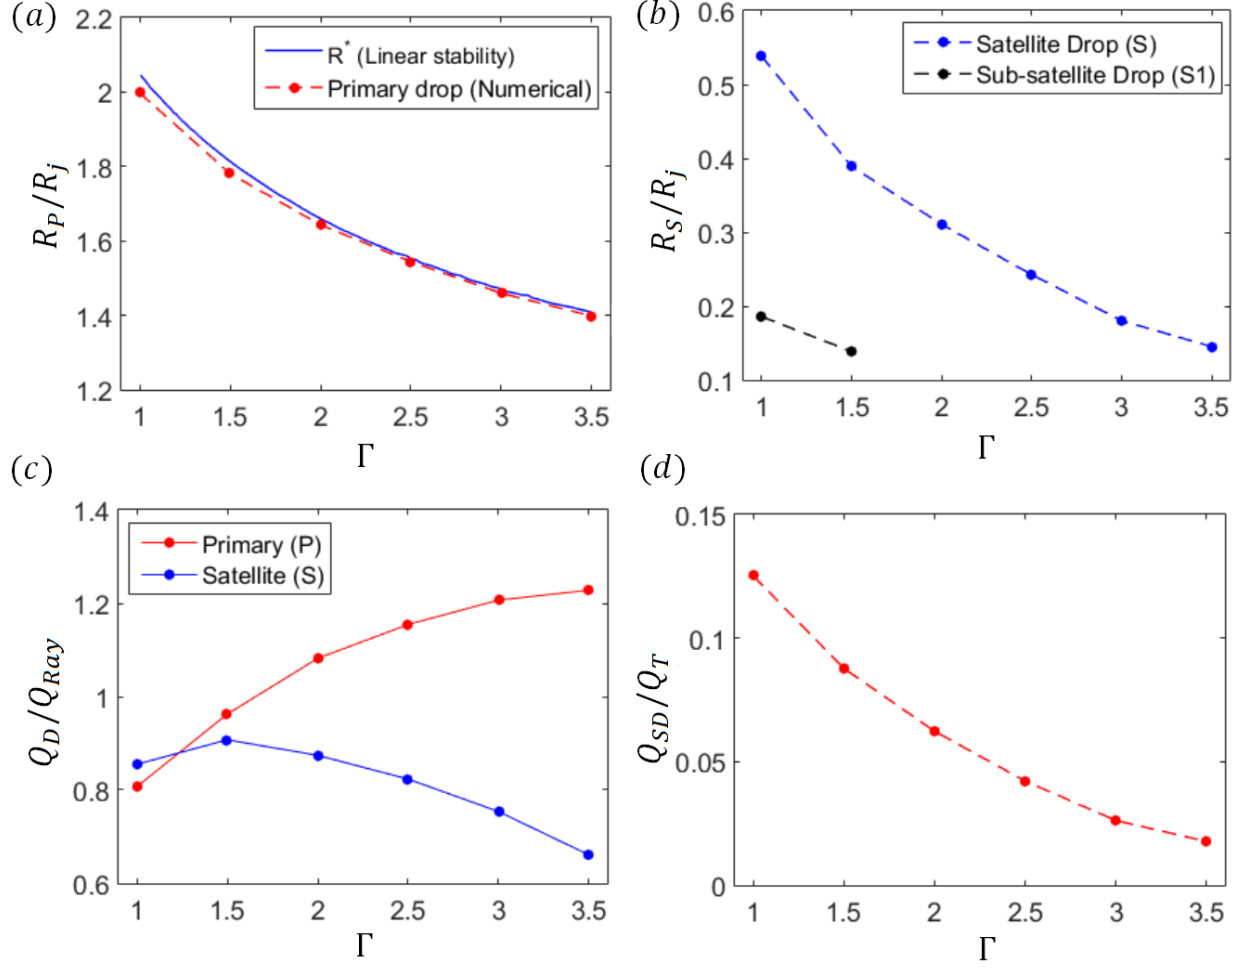 (a)
2.2
2
1.8
1.6
1.4
1.2
R_P/R_j
R* (Linear stability)
Primary drop (Numerical)
1 1.5 2 2.5 3 3.5
Γ
(b)
0.6
0.5
0.4
0.3
0.2
0.1
R_S/R_j
Satellite Drop (S)
Sub-satellite Drop (S1)
1 1.5 2 2.5 3 3.5
Γ
(c)
1.4
1.2
1
0.8
0.6
Q_D/Q_Ray
Primary (P)
Satellite (S)
1 1.5 2 2.5 3 3.5
Γ
(d)
0.15
0.1
0.05
0
Q_SD/Q_T
1 1.5 2 2.5 3 3.5
Γ